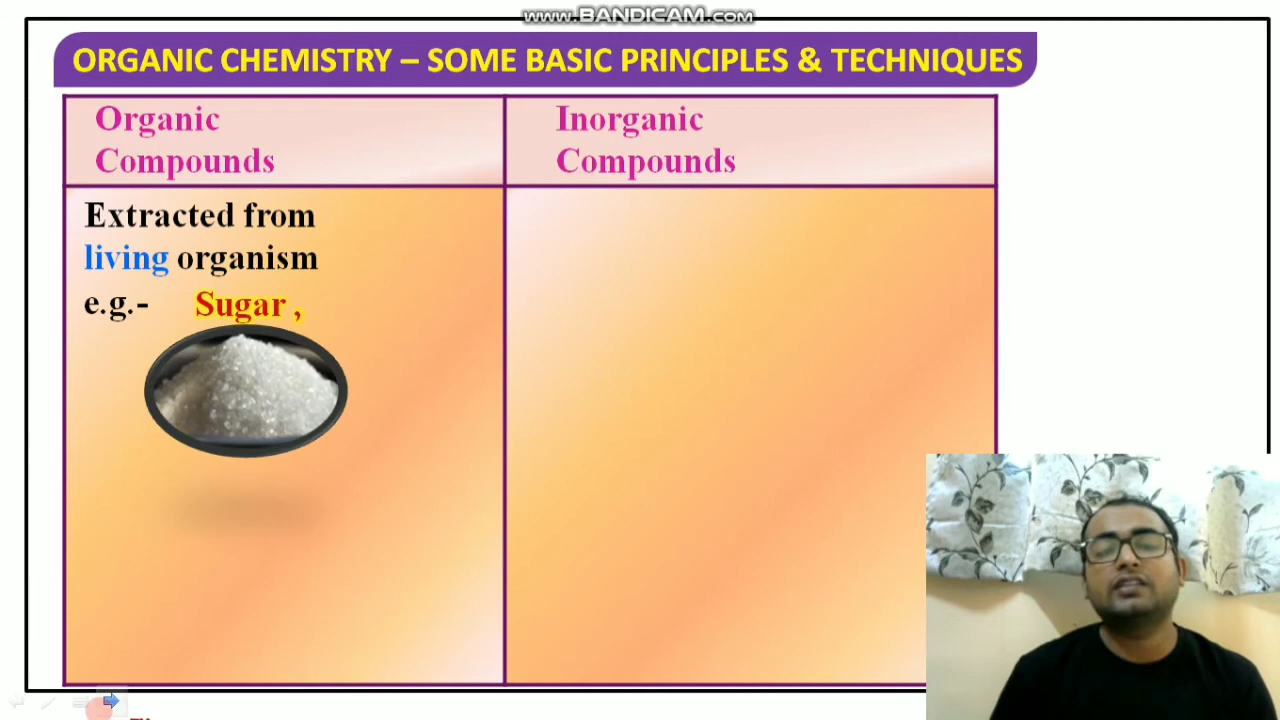 www.BANDICAM.com
ORGANIC CHEMISTRY – SOME BASIC PRINCIPLES & TECHNIQUES
Organic
Compounds
Inorganic
Compounds
Extracted from
living organism
e.g.- Sugar ,